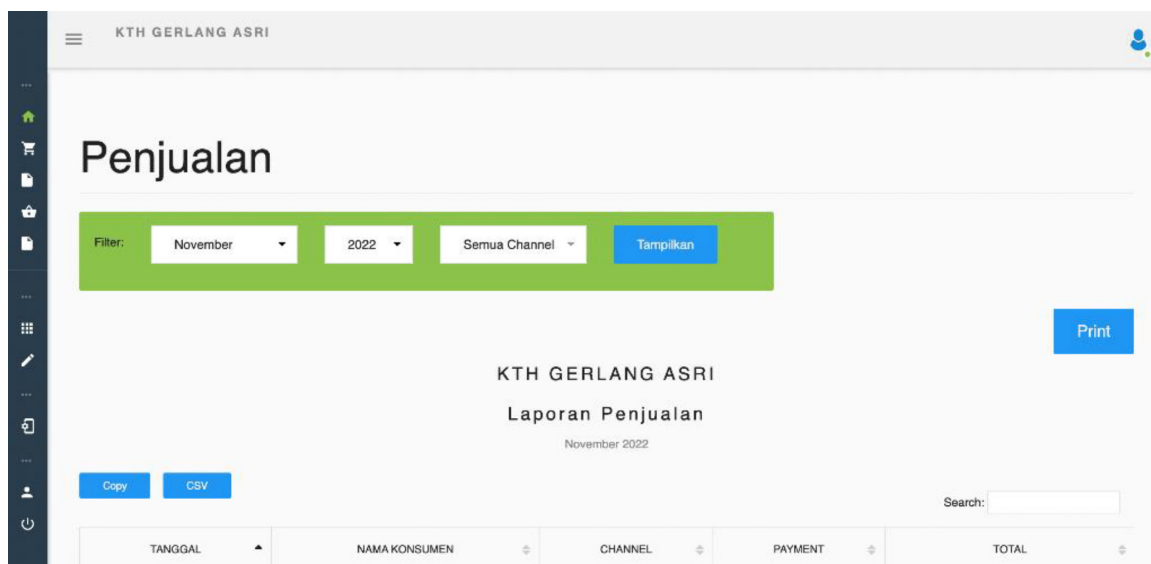 KTH GERLANG ASRI
Penjualan
Filter: November 2022 Semua Channel Tampilkan
Print
KTH GERLANG ASRI
Laporan Penjualan
November 2022
Copy CSV
Search:
TANGGAL NAMA KONSUMEN CHANNEL PAYMENT TOTAL